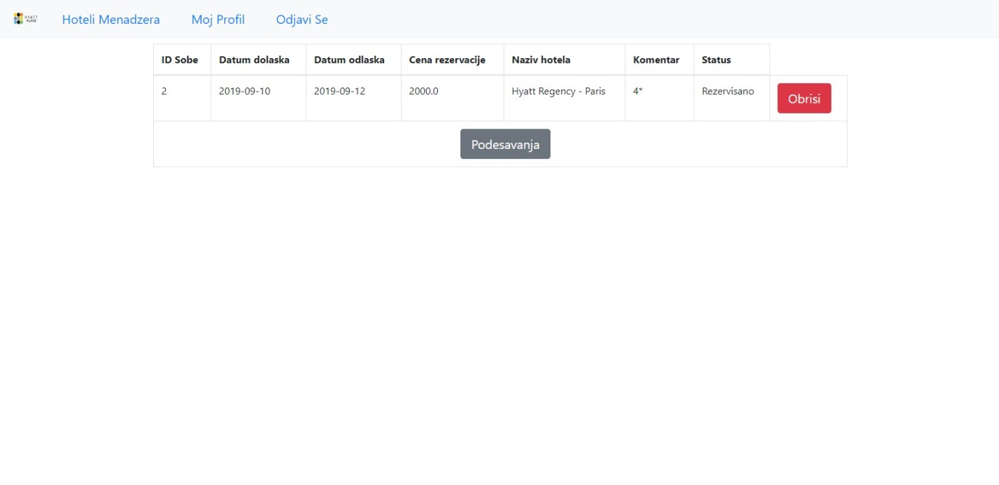 HYATT PLACE Hoteli Menadzera Moj Profil Odjavi Se
ID Sobe Datum dolaska Datum odlaska Cena rezervacije Naziv hotela Komentar Status
2 2019-09-10 2019-09-12 2000.0 Hyatt Regency - Paris 4* Rezervisano Obrisi
Podesavanja